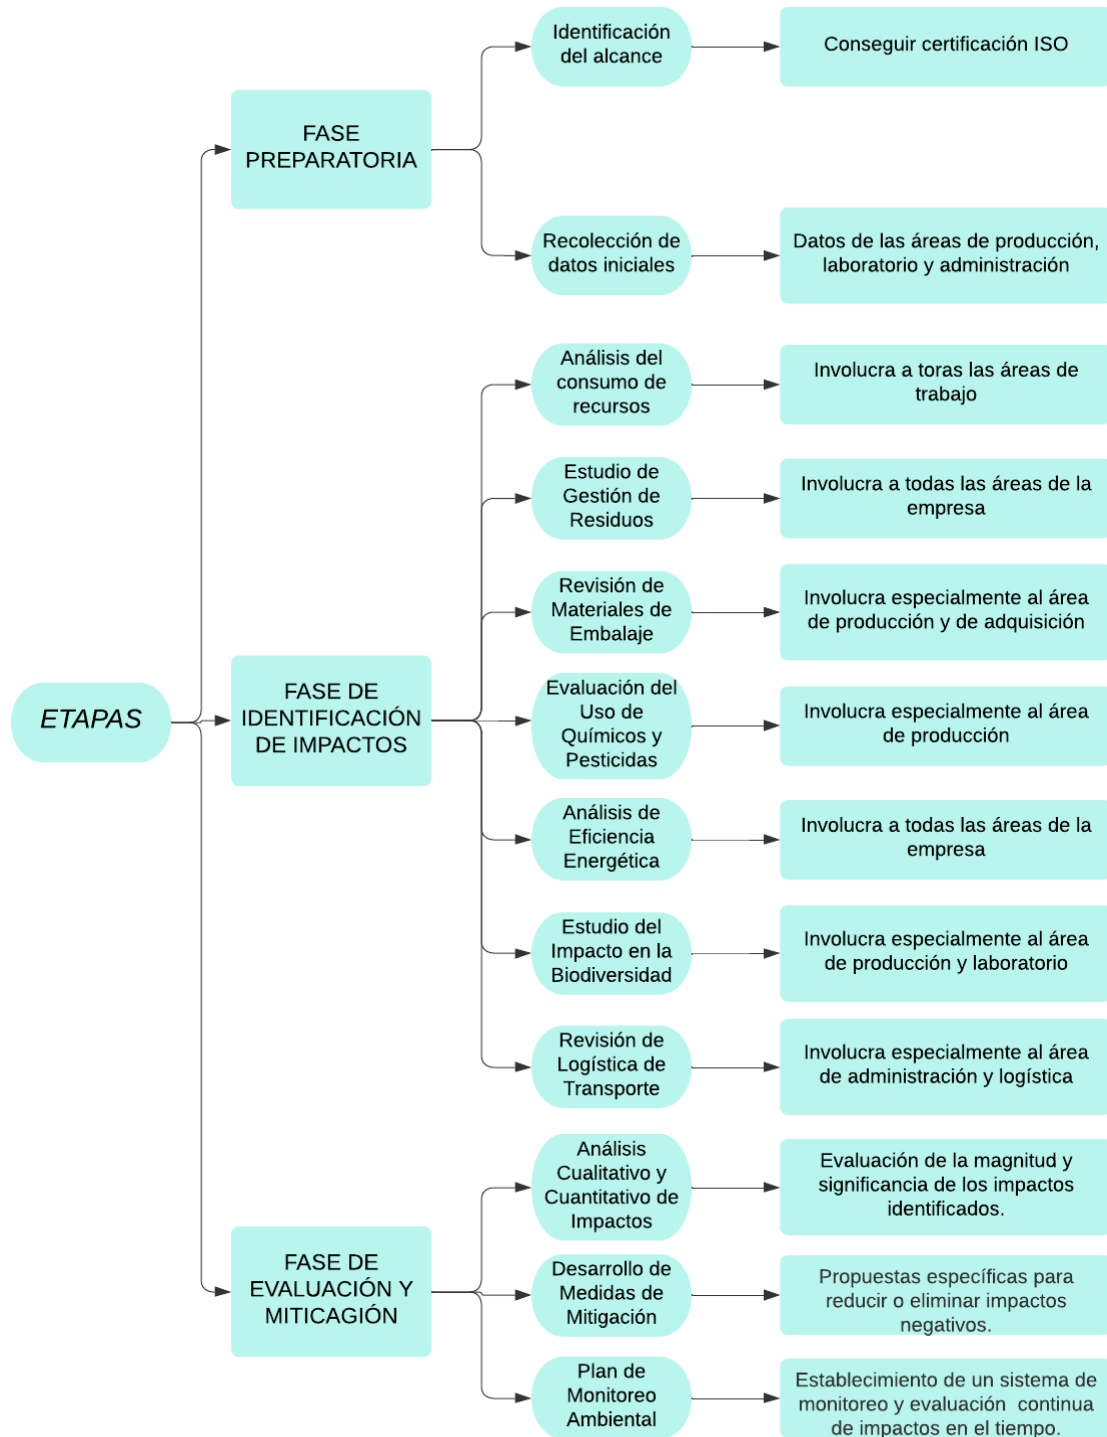 ETAPAS
FASE
PREPARATORIA
Identificación
del alcance
Conseguir certificación ISO
Recolección de
datos iniciales
Datos de las áreas de producción,
laboratorio y administración
FASE DE
IDENTIFICACIÓN
DE IMPACTOS
Análisis del
consumo de
recursos
Involucra a toras las áreas de
trabajo
Estudio de
Gestión de
Residuos
Involucra a todas las áreas de la
empresa
Revisión de
Materiales de
Embalaje
Involucra especialmente al área
de producción y de adquisición
Evaluación del
Uso de
Químicos y
Pesticidas
Involucra especialmente al área
de producción
Análisis de
Eficiencia
Energética
Involucra a todas las áreas de la
empresa
Estudio del
Impacto en la
Biodiversidad
Involucra especialmente al área
de producción y laboratorio
Revisión de
Logística de
Transporte
Involucra especialmente al área
de administración y logística
FASE DE
EVALUACIÓN Y
MITICAGIÓN
Análisis
Cualitativo y
Cuantitativo de
Impactos
Evaluación de la magnitud y
significancia de los impactos
identificados.
Desarrollo de
Medidas de
Mitigación
Propuestas específicas para
reducir o eliminar impactos
negativos.
Plan de
Monitoreo
Ambiental
Establecimiento de un sistema de
monitoreo y evaluación continua
de impactos en el tiempo.